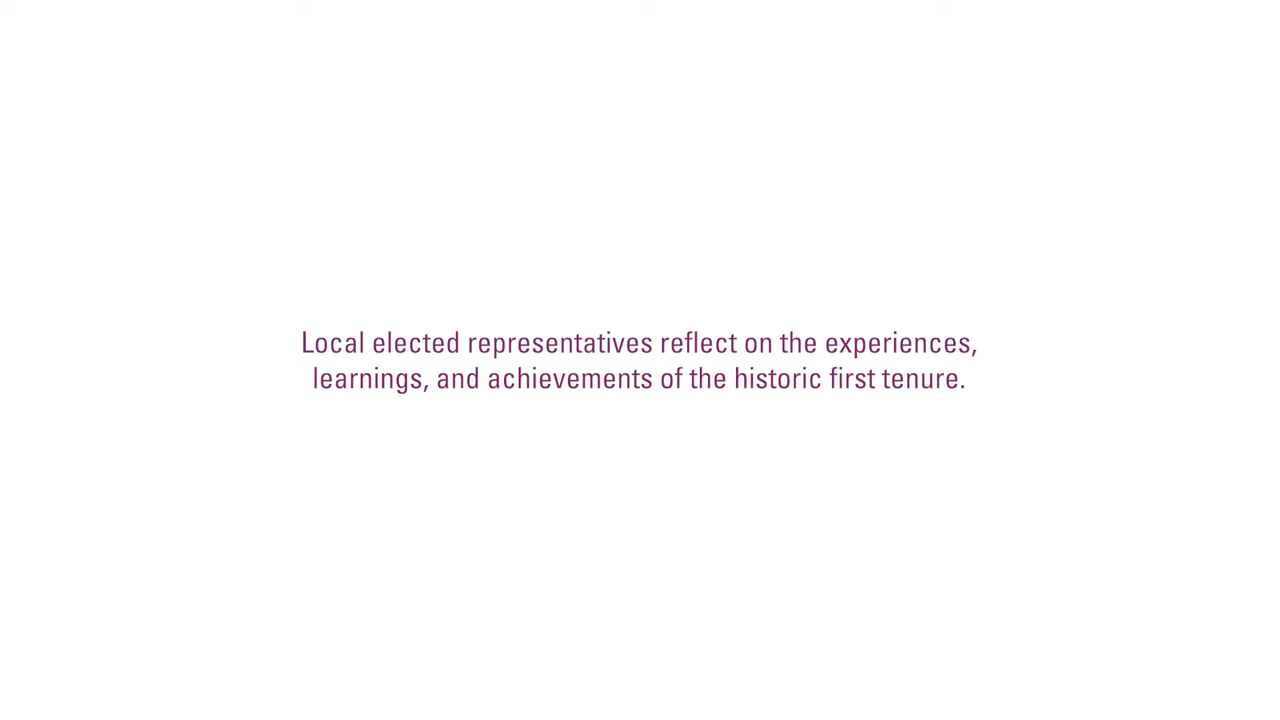 Local elected representatives reflect on the experiences,
learnings, and achievements of the historic first tenure.